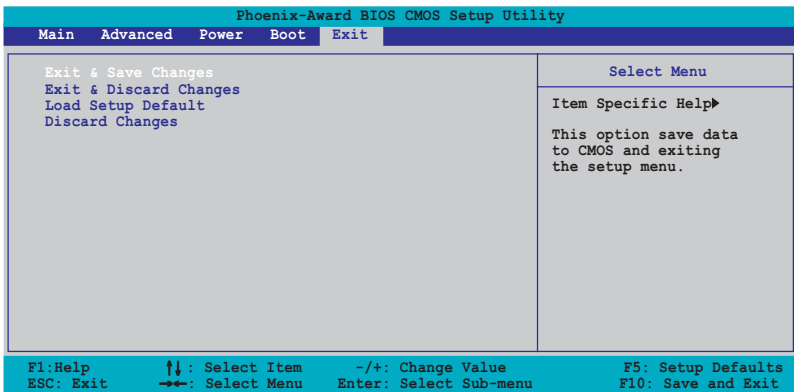 Phoenix-Award BIOS CMOS Setup Utility
Main Advanced Power Boot Exit
Exit & Save Changes
Exit & Discard Changes
Load Setup Default
Discard Changes
Select Menu
Item Specific Help▶
This option save data
to CMOS and exiting
the setup menu.
F1:Help ↑↓: Select Item -/+: Change Value F5: Setup Defaults
ESC: Exit →←: Select Menu Enter: Select Sub-menu F10: Save and Exit